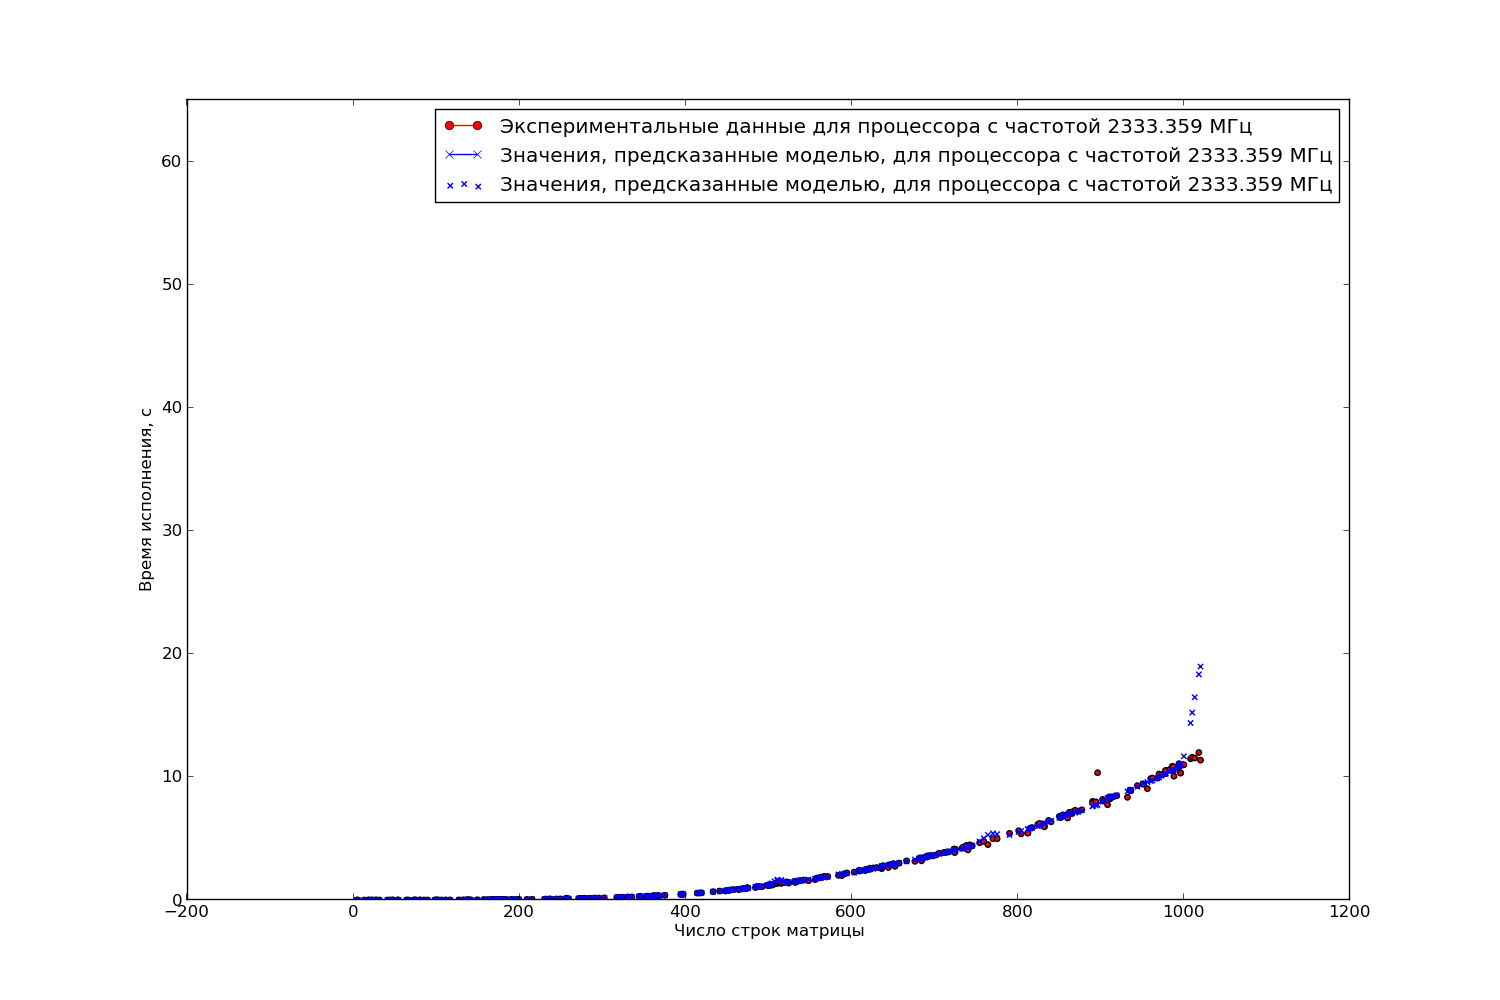 Экспериментальные данные для процессора с частотой 2333.359 МГц
Значения, предсказанные моделью, для процессора с частотой 2333.359 МГц
Значения, предсказанные моделью, для процессора с частотой 2333.359 МГц
60
50
40
30
20
10
0
Время исполнения, с
−200 0 200 400 600 800 1000 1200
Число строк матрицы